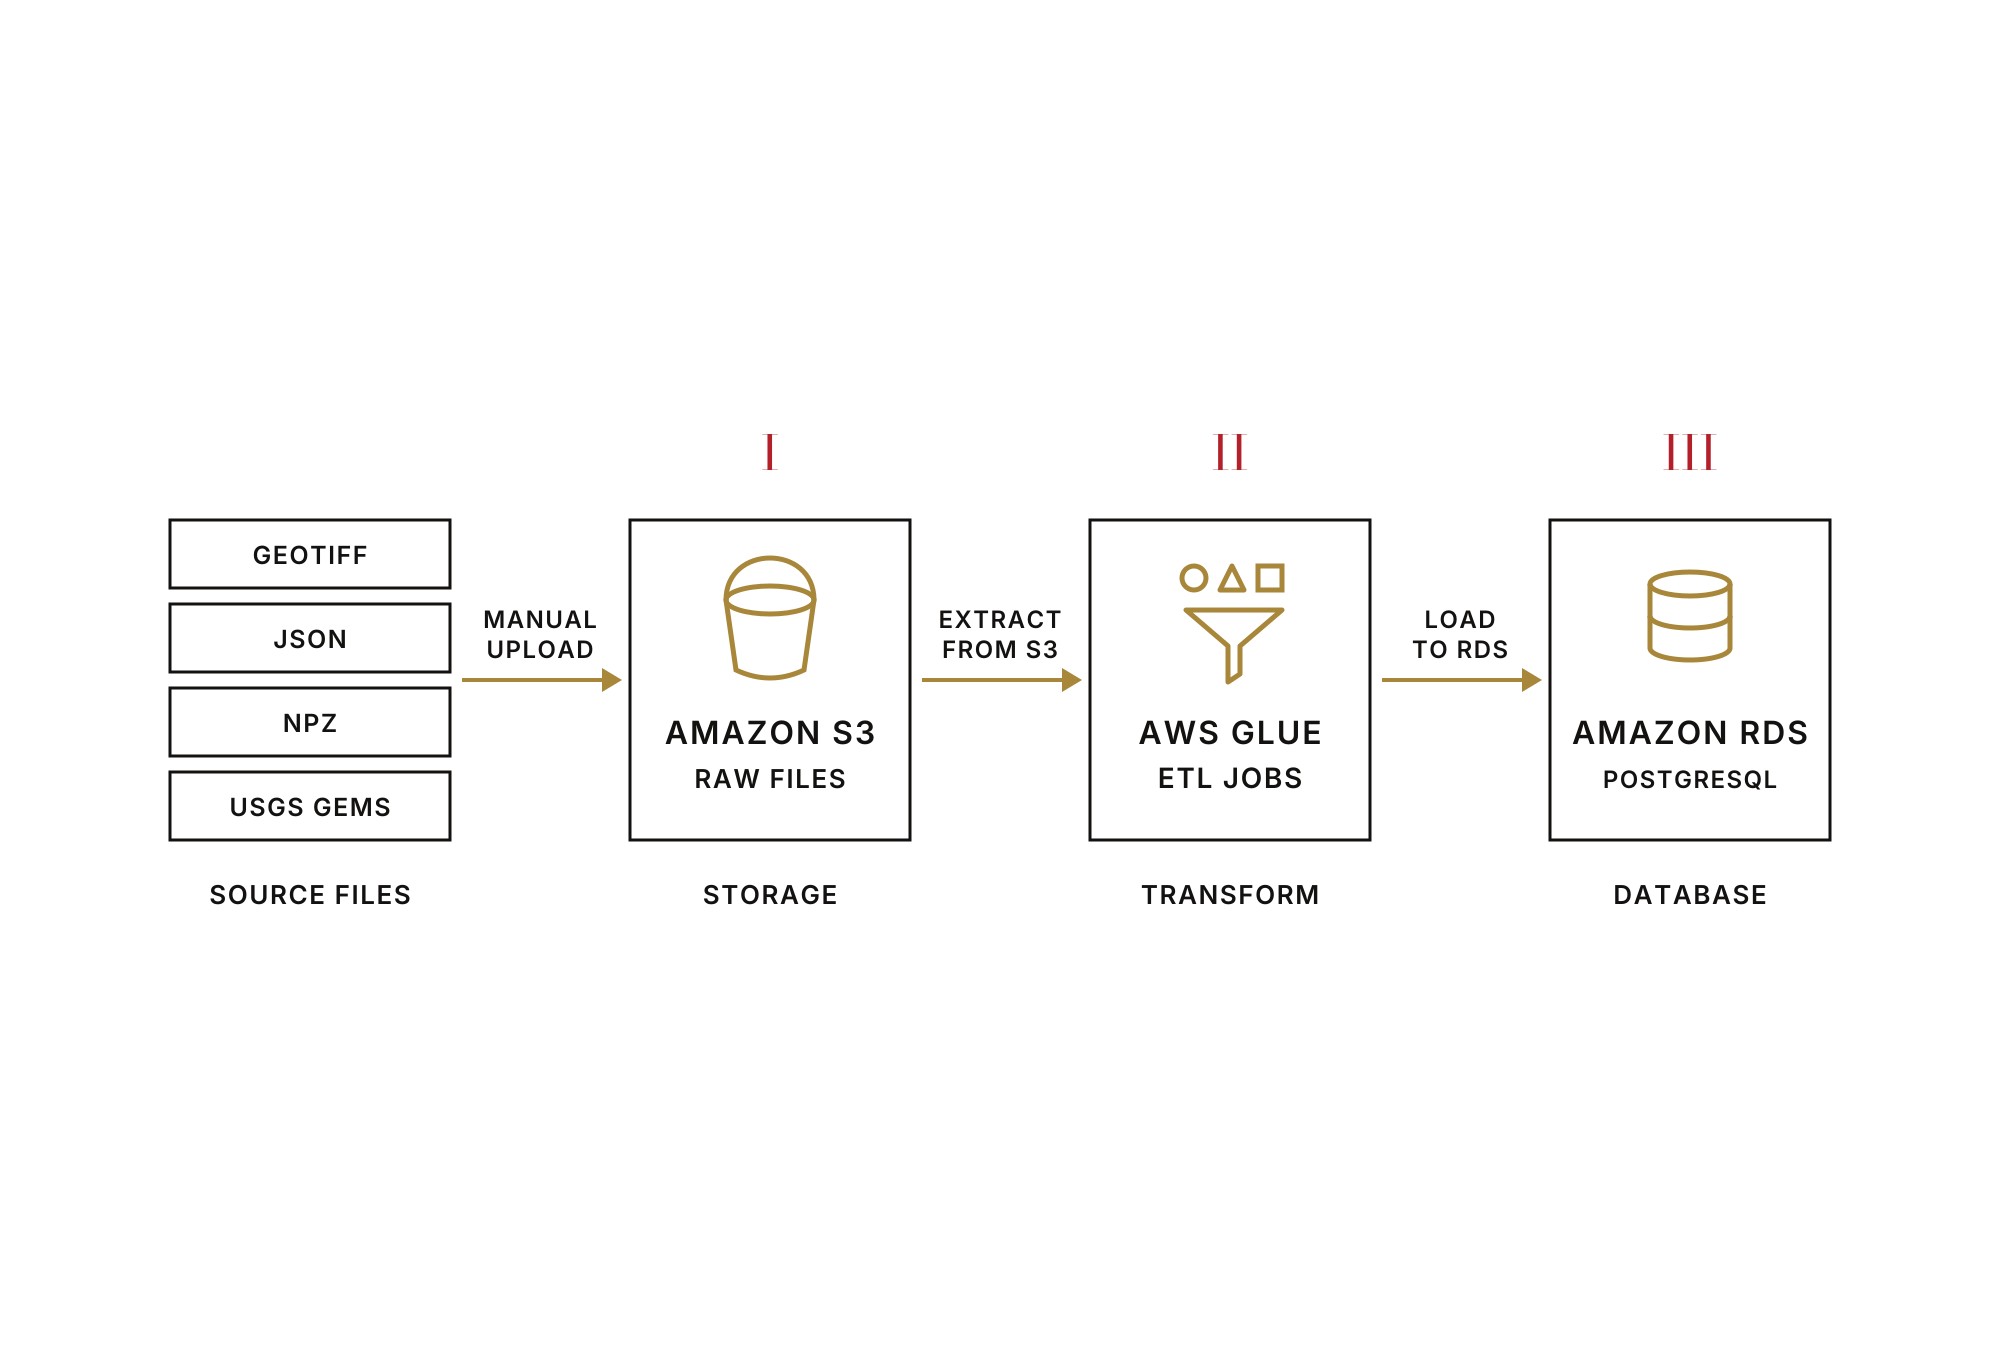 I
II
III
GEOTIFF
JSON
NPZ
USGS GEMS
SOURCE FILES
MANUAL
UPLOAD
AMAZON S3
RAW FILES
STORAGE
EXTRACT
FROM S3
AWS GLUE
ETL JOBS
TRANSFORM
LOAD
TO RDS
AMAZON RDS
POSTGRESQL
DATABASE